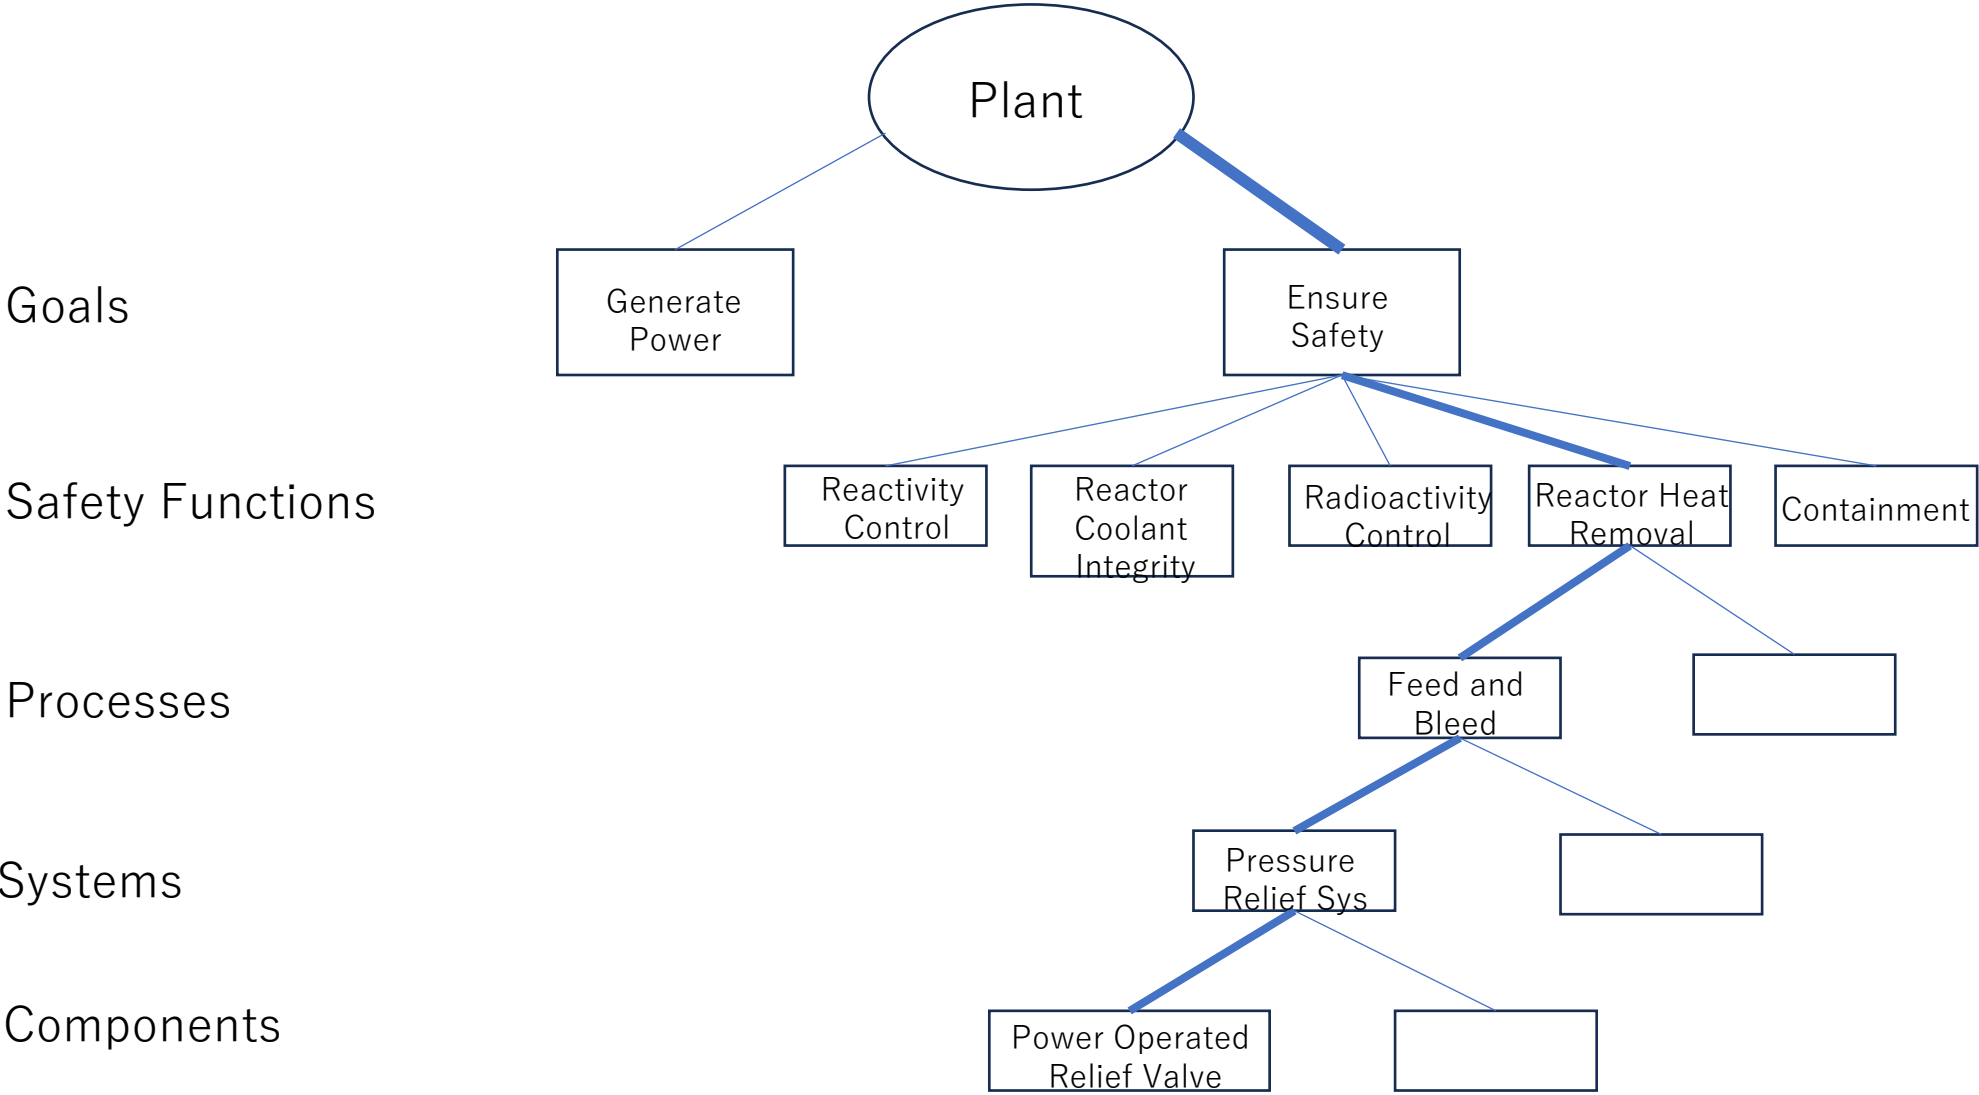 Plant
Goals
Generate
Power
Ensure
Safety
Safety Functions
Reactivity
Control
Reactor
Coolant
Integrity
Radioactivity
Control
Reactor Heat
Removal
Containment
Processes
Feed and
Bleed
Systems
Pressure
Relief Sys
Components
Power Operated
Relief Valve